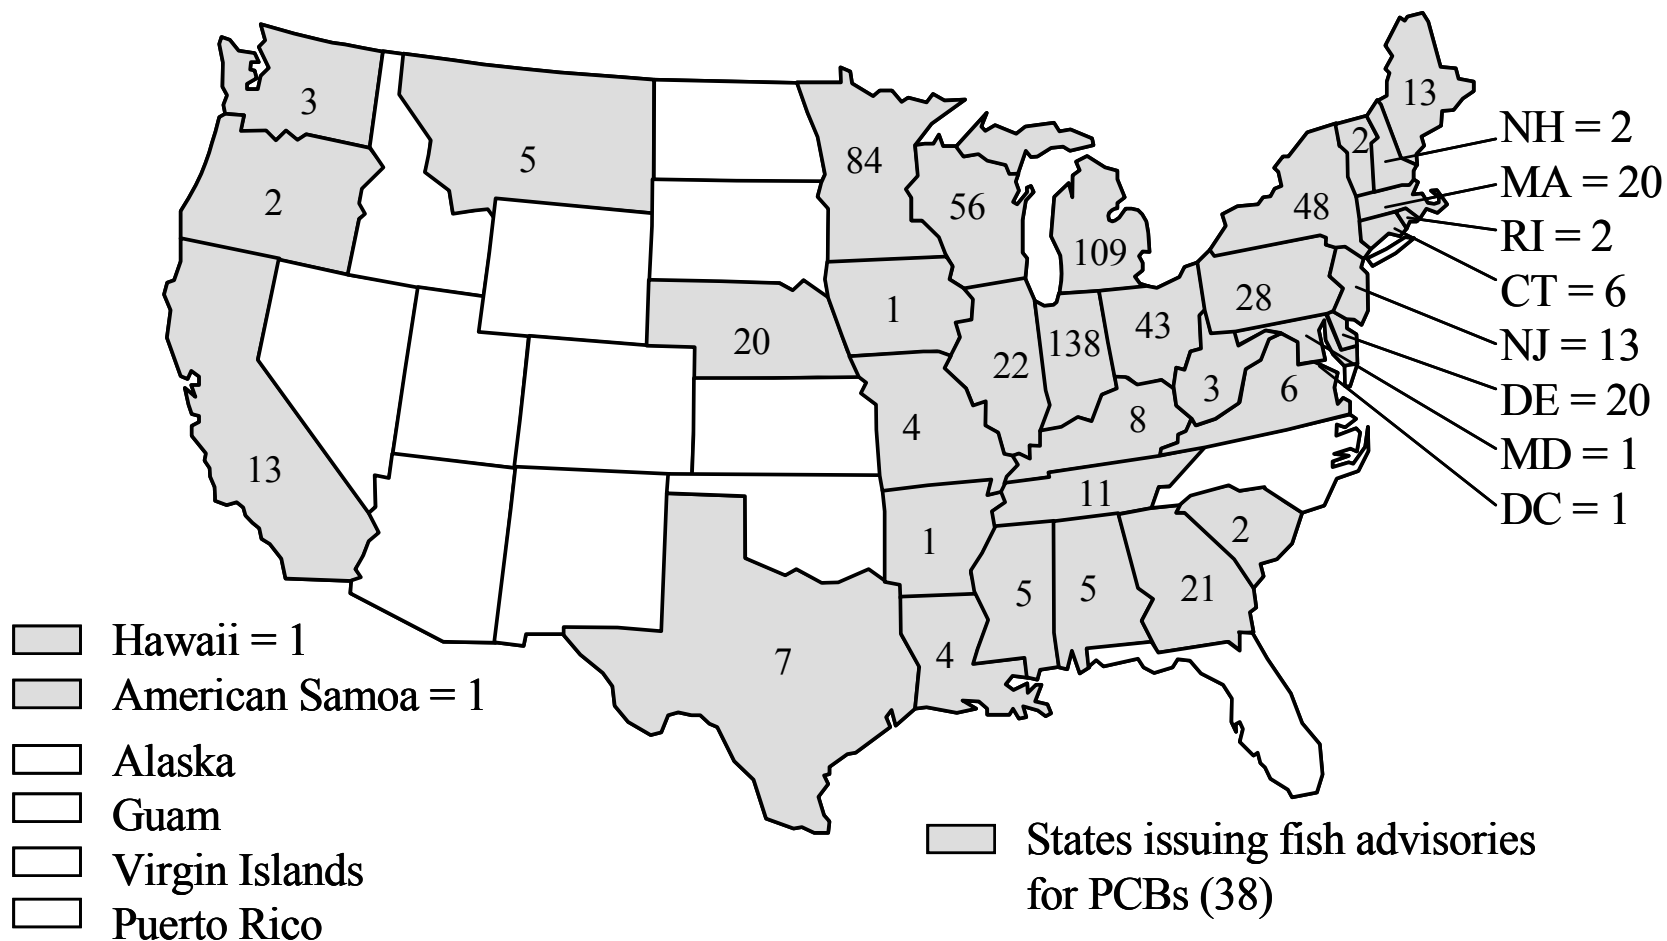 3
5
2
13
84
56
109
20
1
22
138
43
4
8
3
6
28
48
2
13
11
1
5
5
21
2
7
4
NH = 2
MA = 20
RI = 2
CT = 6
NJ = 13
DE = 20
MD = 1
DC = 1
Hawaii = 1
American Samoa = 1
Alaska
Guam
Virgin Islands
Puerto Rico
States issuing fish advisories
for PCBs (38)